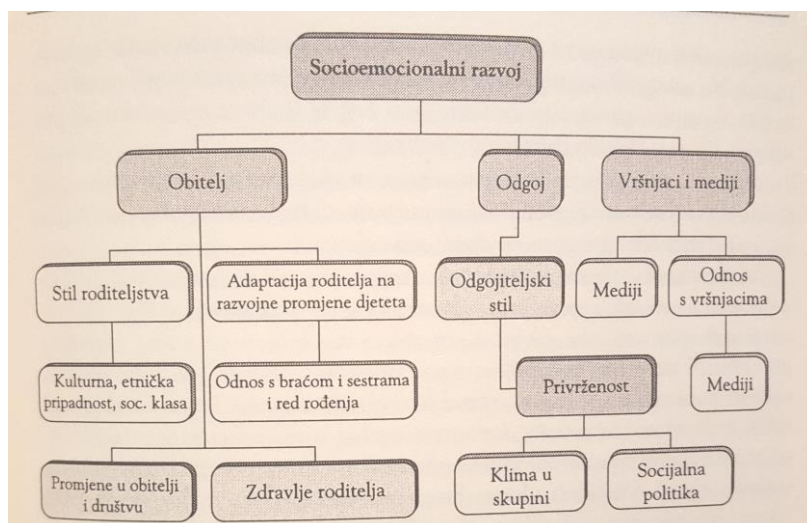 Socioemocionalni razvoj
Obitelj
Odgoj
Vršnjaci i mediji
Stil roditeljstva
Adaptacija roditelja na
razvojne promjene djeteta
Odgojiteljski
stil
Mediji
Odnos
s vršnjacima
Kulturna, etnička
pripadnost, soc. klasa
Odnos s braćom i sestrama
i red rođenja
Privrženost
Mediji
Promjene u obitelji
i društvu
Zdravlje roditelja
Klima u
skupini
Socijalna
politika